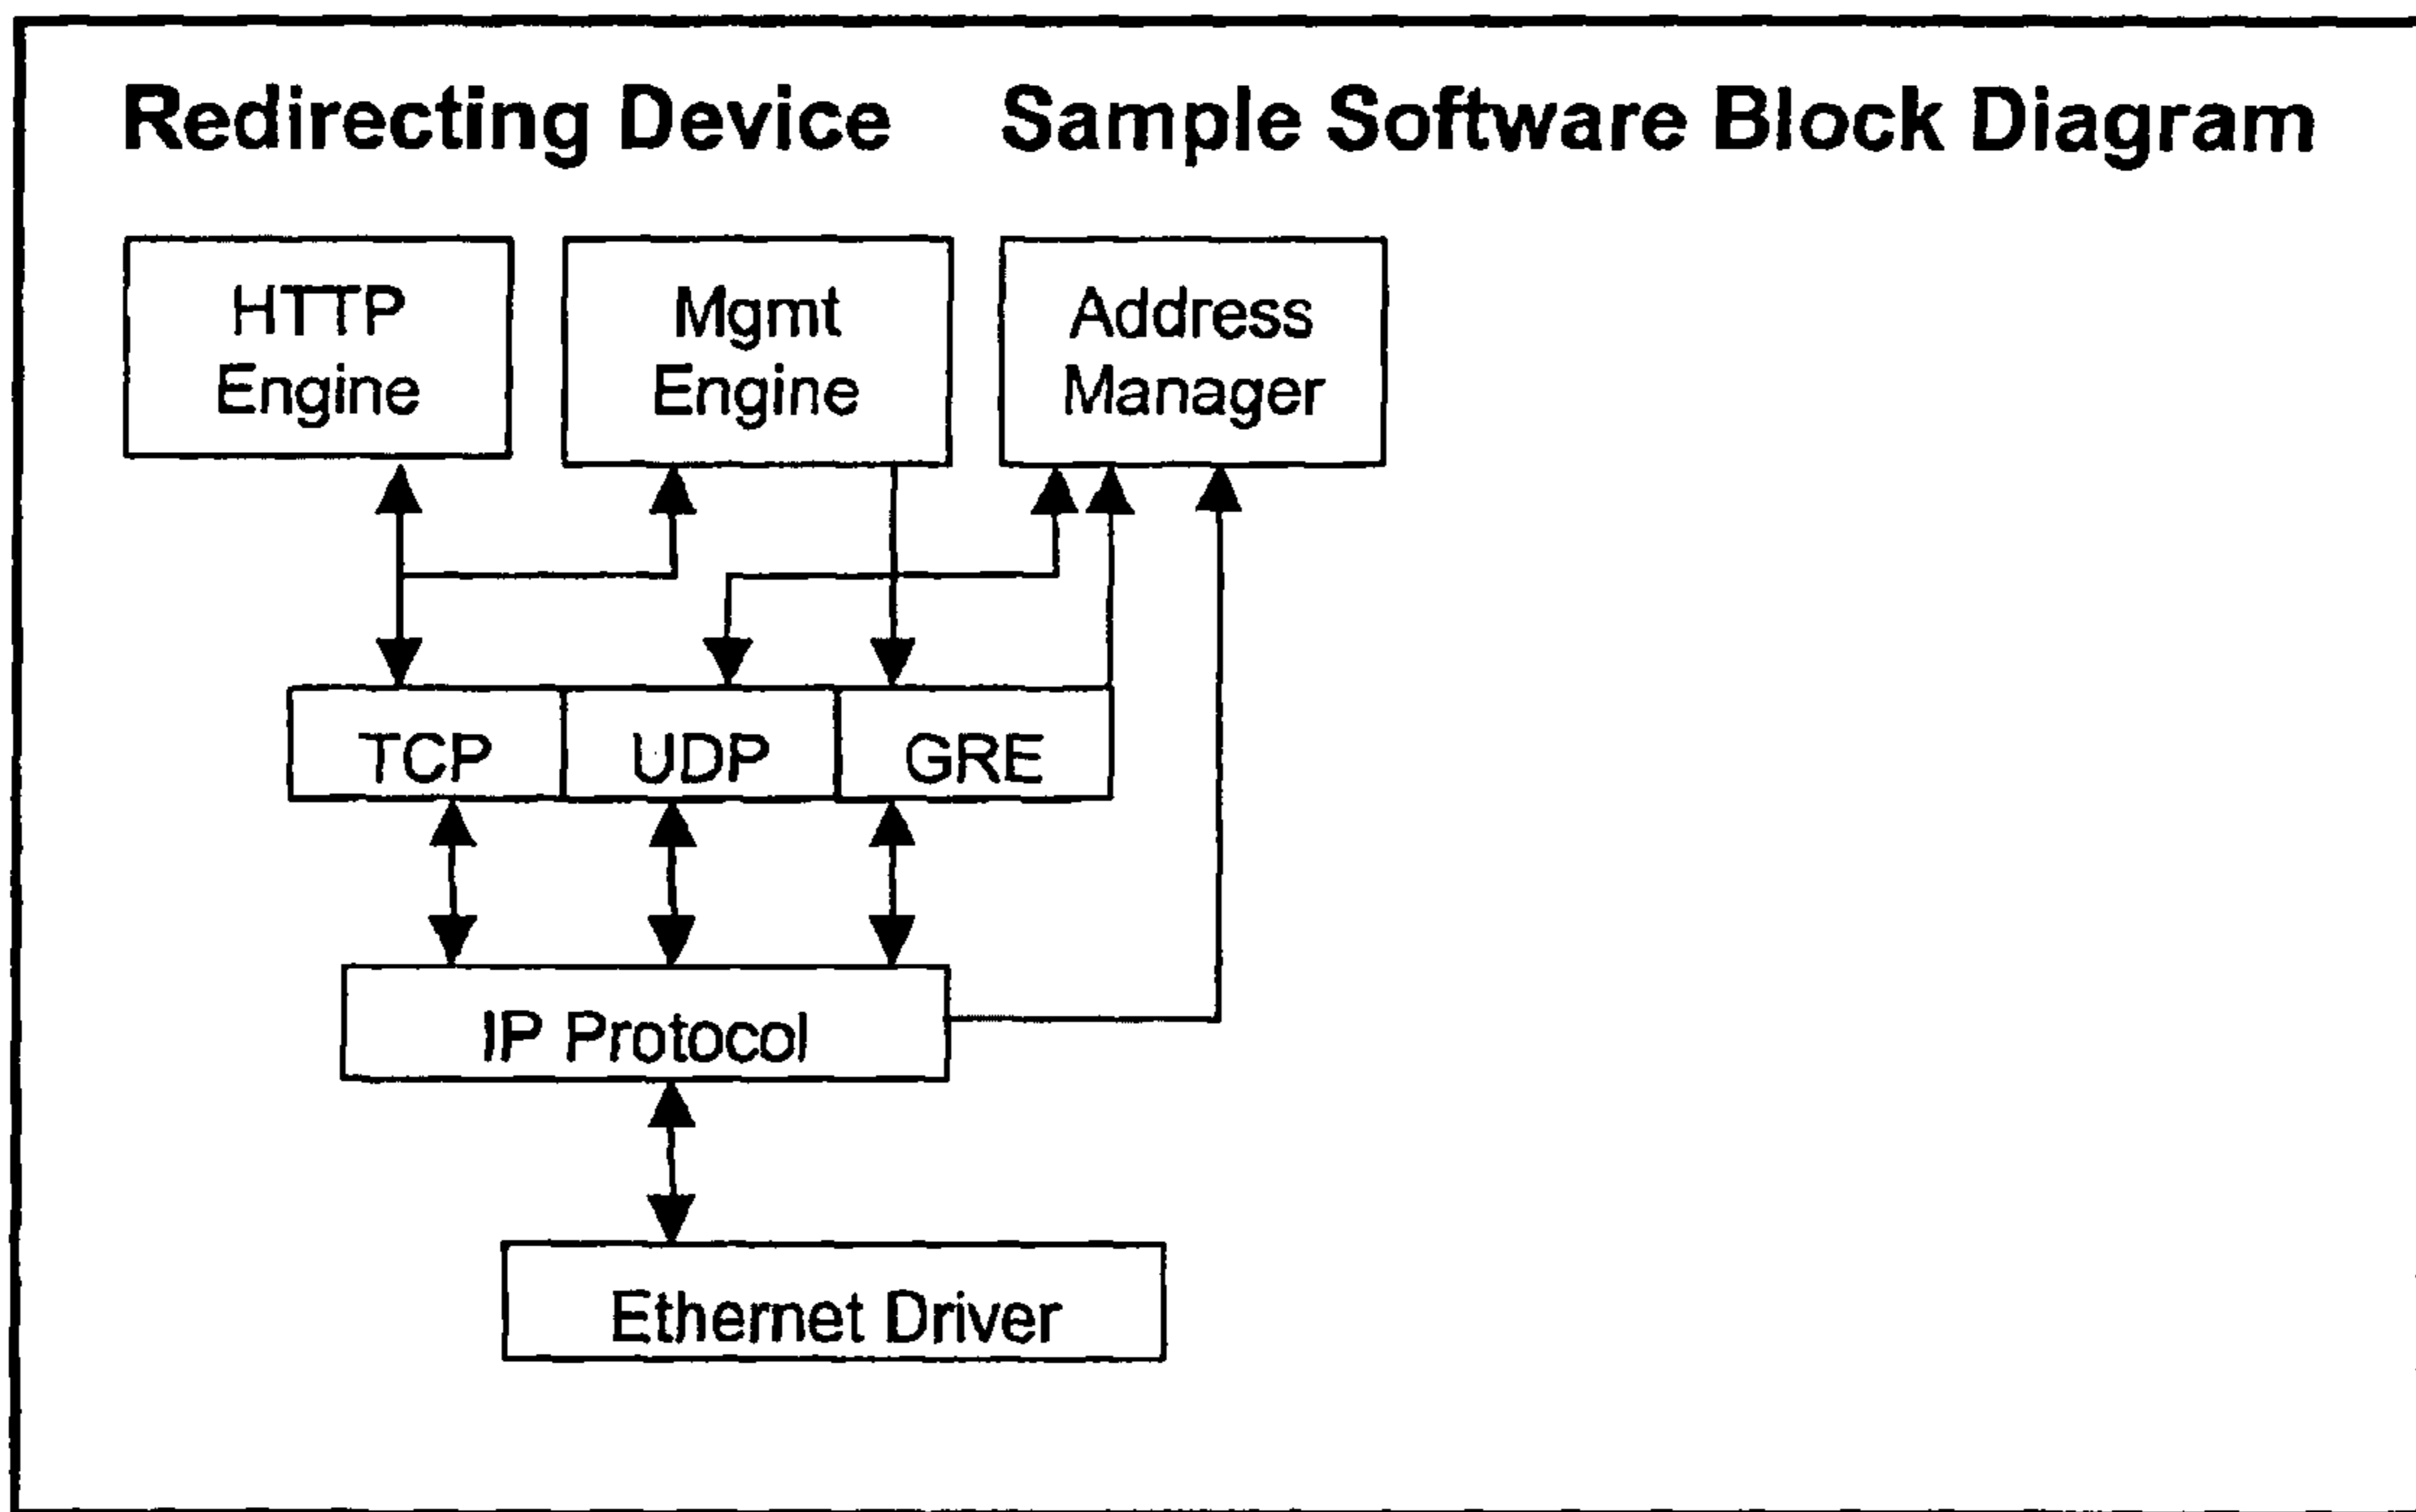 Redirecting Device Sample Software Block Diagram
HTTP
Engine
Mgmt
Engine
Address
Manager
TCP
UDP
GRE
IP Protocol
Ethernet Driver